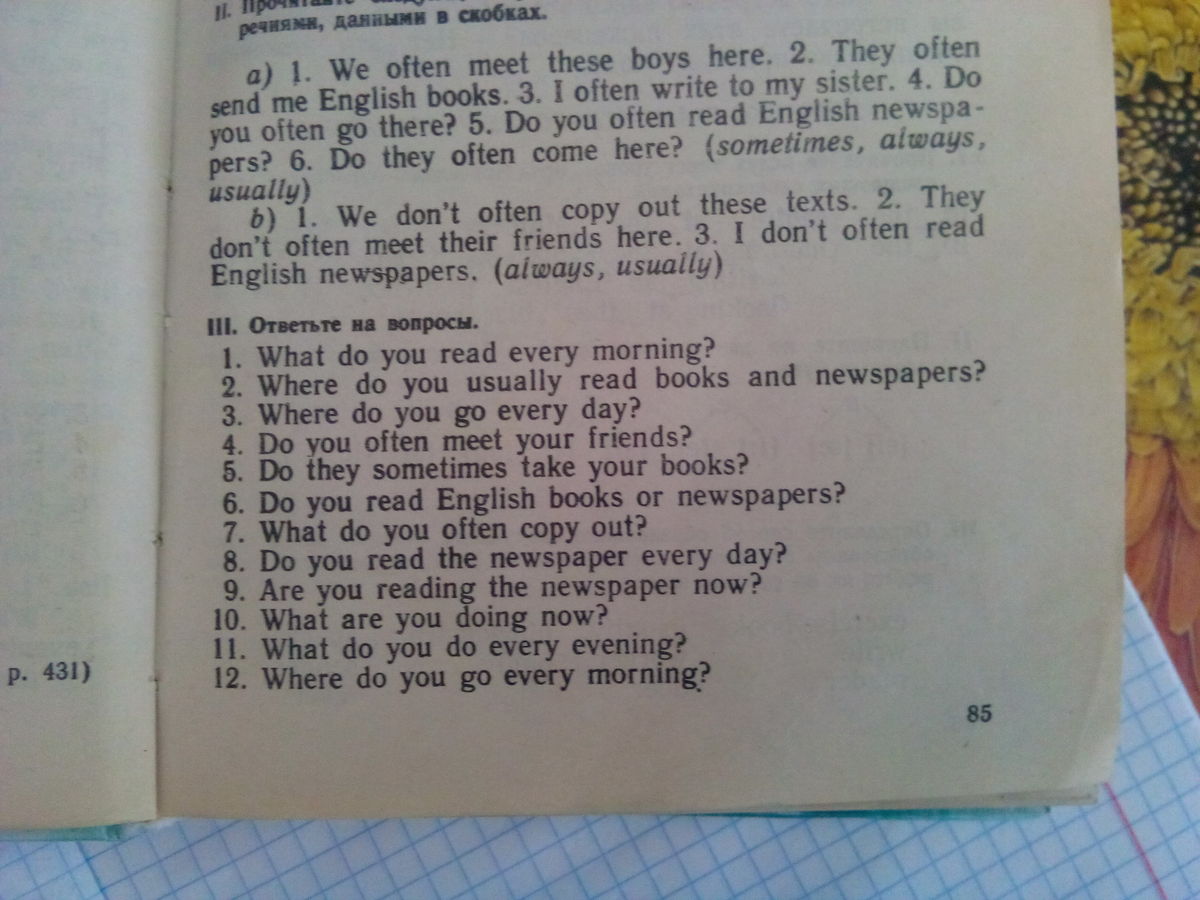 II.
речиями, данными в скобках.
a) 1. We often meet these boys here. 2. They often
send me English books. 3. I often write to my sister. 4. Do
you often go there? 5. Do you often read English newspa-
pers? 6. Do they often come here? (sometimes, always,
usually)
b) 1. We don't often copy out these texts. 2. They
don't often meet their friends here. 3. I don't often read
English newspapers. (always, usually)
III. Ответьте на вопросы.
1. What do you read every morning?
2. Where do you usually read books and newspapers?
3. Where do you go every day?
4. Do you often meet your friends?
5. Do they sometimes take your books?
6. Do you read English books or newspapers?
7. What do you often copy out?
8. Do you read the newspaper every day?
9. Are you reading the newspaper now?
10. What are you doing now?
11. What do you do every evening?
12. Where do you go every morning?
p. 431)
85